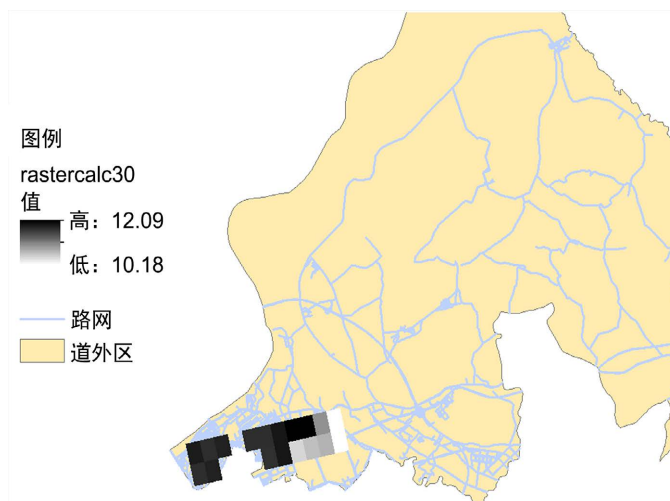 图例
rastercalc30
值
高：12.09
低：10.18
路网
道外区